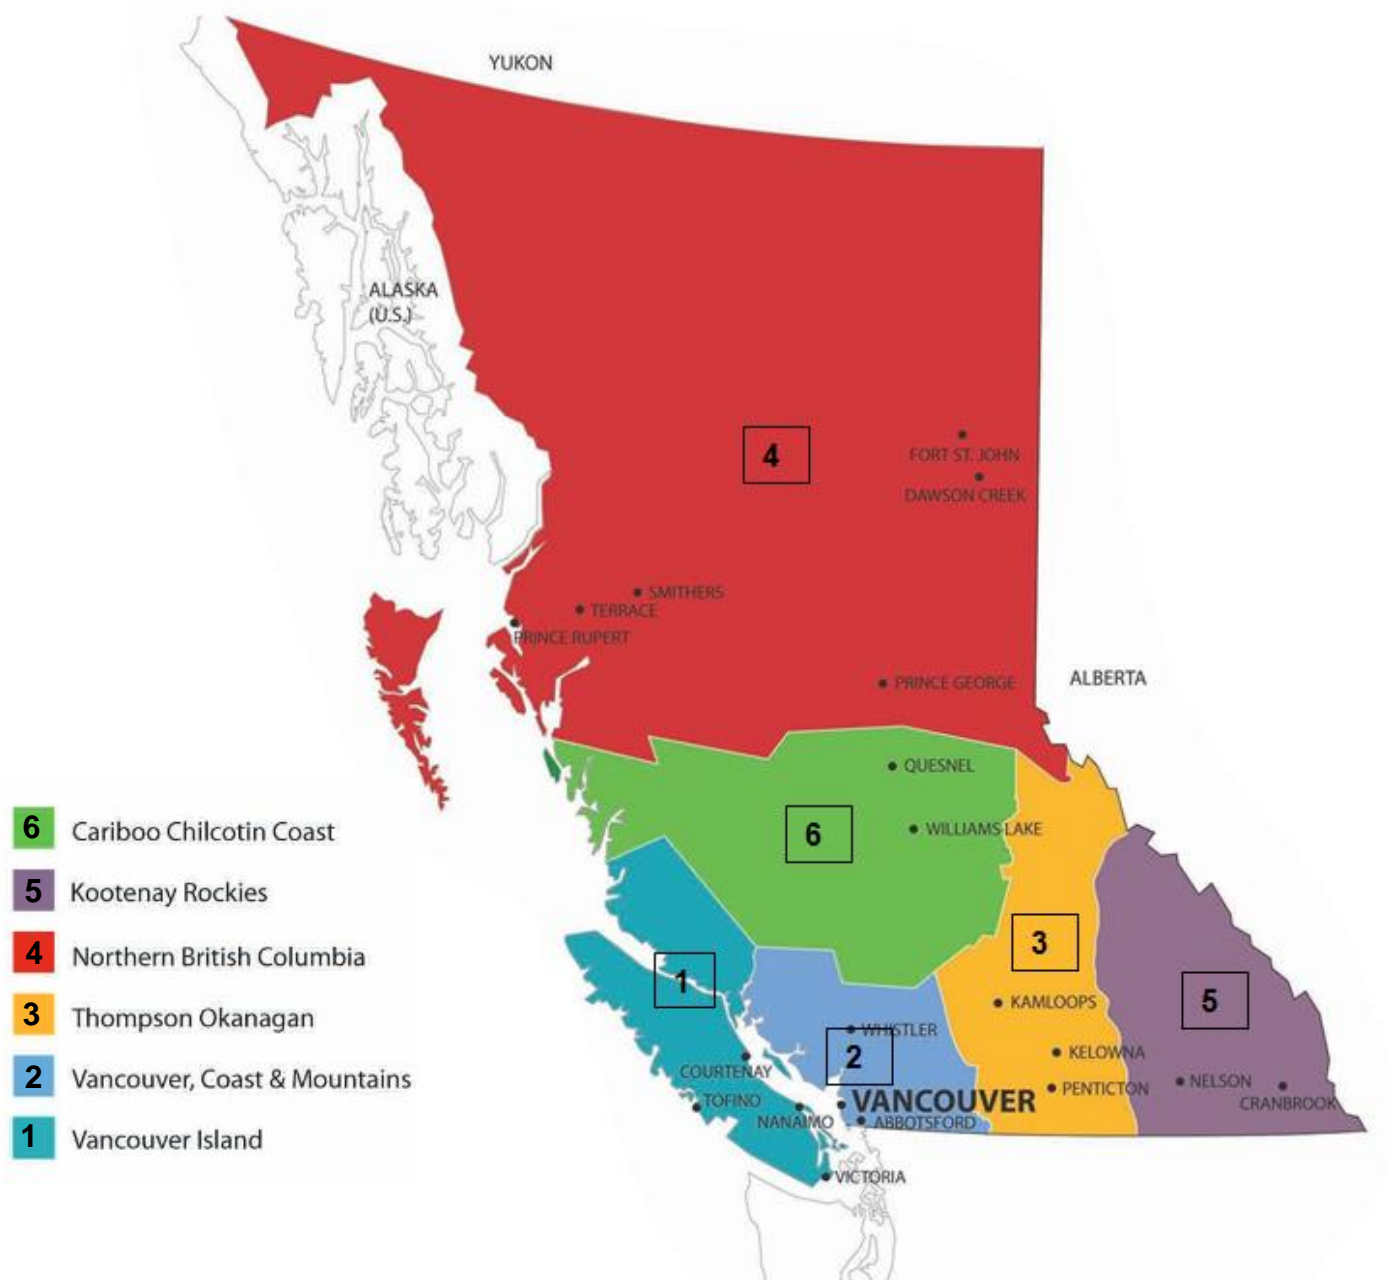 YUKON
ALASKA
(U.S.)
4
FORT ST. JOHN
DAWSON CREEK
SMITHERS
TERRACE
PRINCE RUPERT
PRINCE GEORGE
ALBERTA
QUESNEL
6
WILLIAMS LAKE
3
1
KAMLOOPS
5
WHISTLER
2
KELOWNA
COURTENAY
PENTICTON
NELSON
TOFINO
VANCOUVER
CRANBROOK
NANAIMO
ABBOTSFORD
VICTORIA
6 Cariboo Chilcotin Coast
5 Kootenay Rockies
4 Northern British Columbia
3 Thompson Okanagan
2 Vancouver, Coast & Mountains
1 Vancouver Island